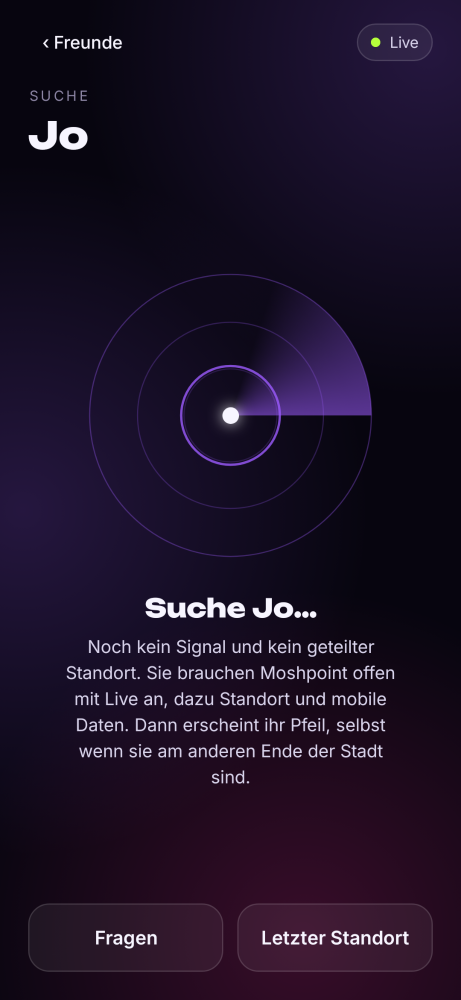 ‹ Freunde
Live
SUCHE
Jo
Suche Jo...
Noch kein Signal und kein geteilter
Standort. Sie brauchen Moshpoint offen
mit Live an, dazu Standort und mobile
Daten. Dann erscheint ihr Pfeil, selbst
wenn sie am anderen Ende der Stadt
sind.
Fragen
Letzter Standort